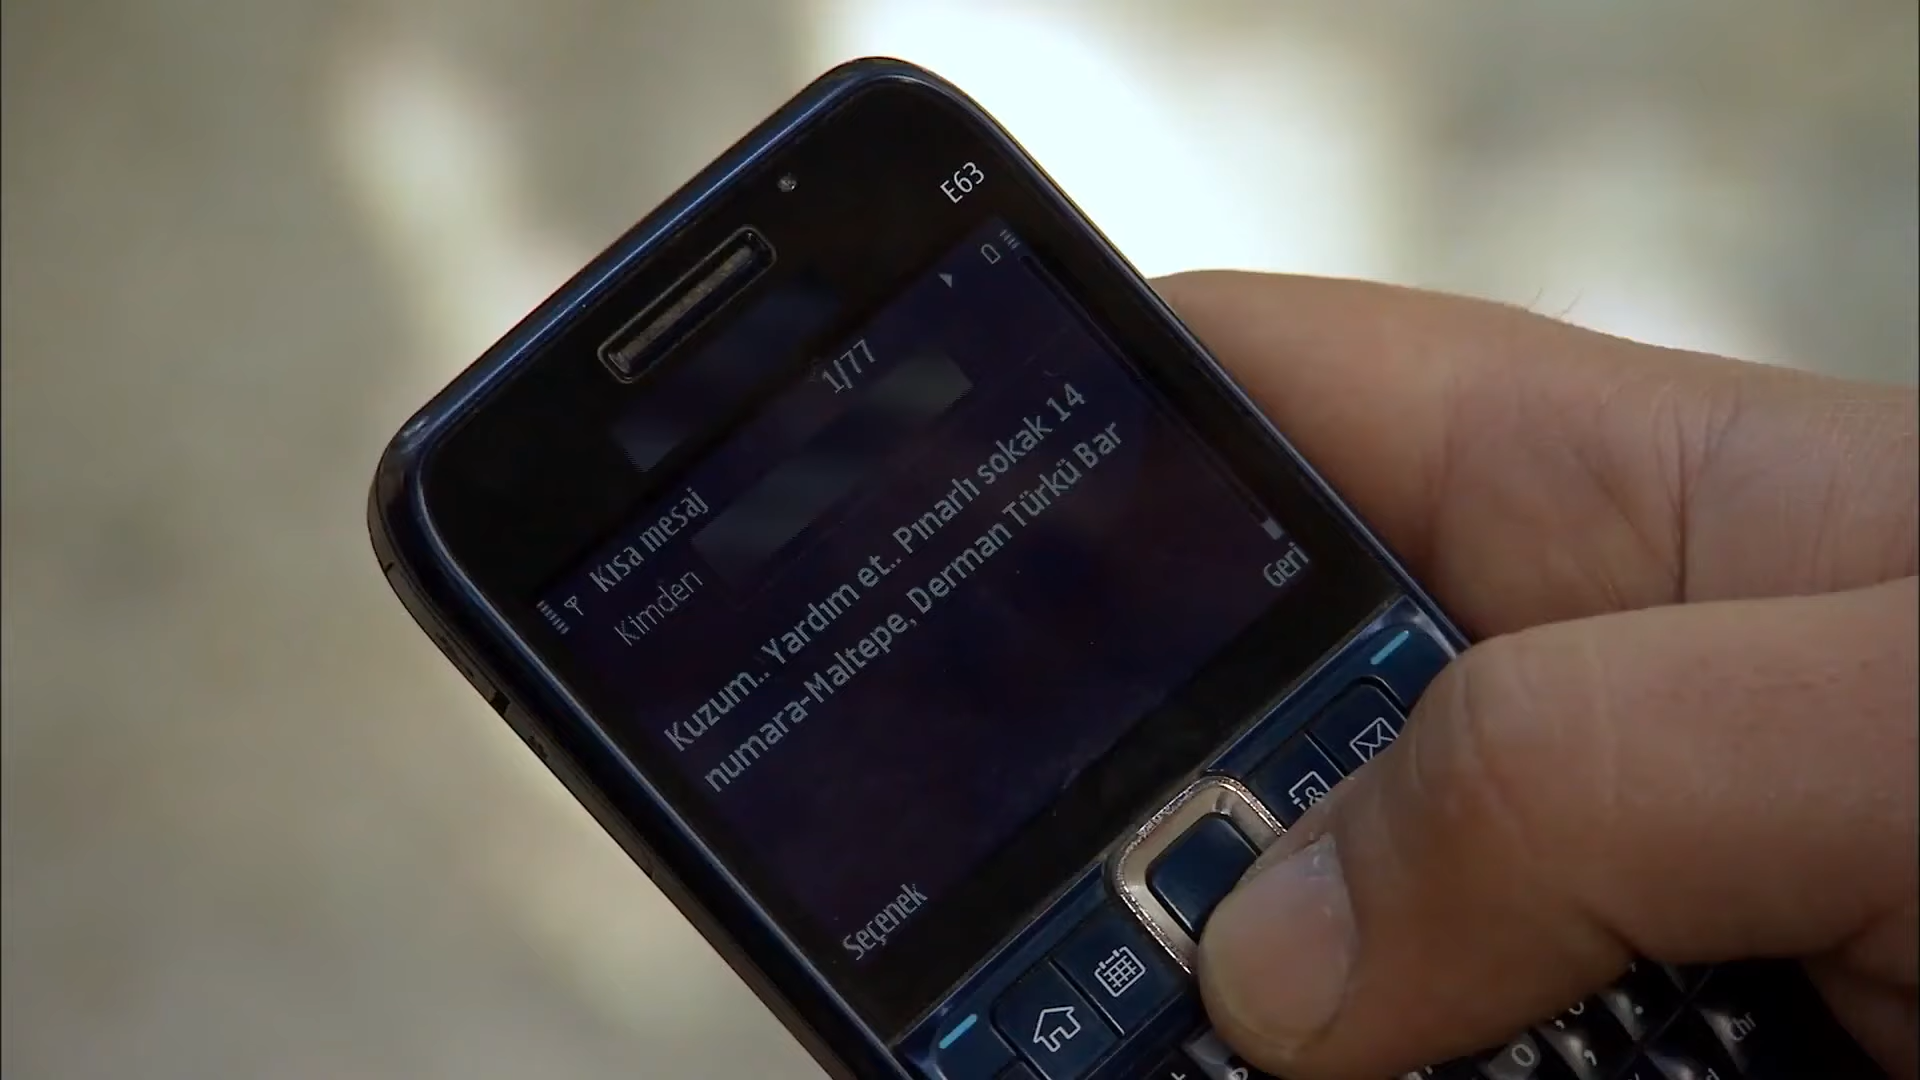 E63
Kısa mesaj
1/77
Kimden
Kuzum.. Yardım et.. Pınarlı sokak 14
numara-Maltepe, Derman Türkü Bar
Seçenek
Geri
chr